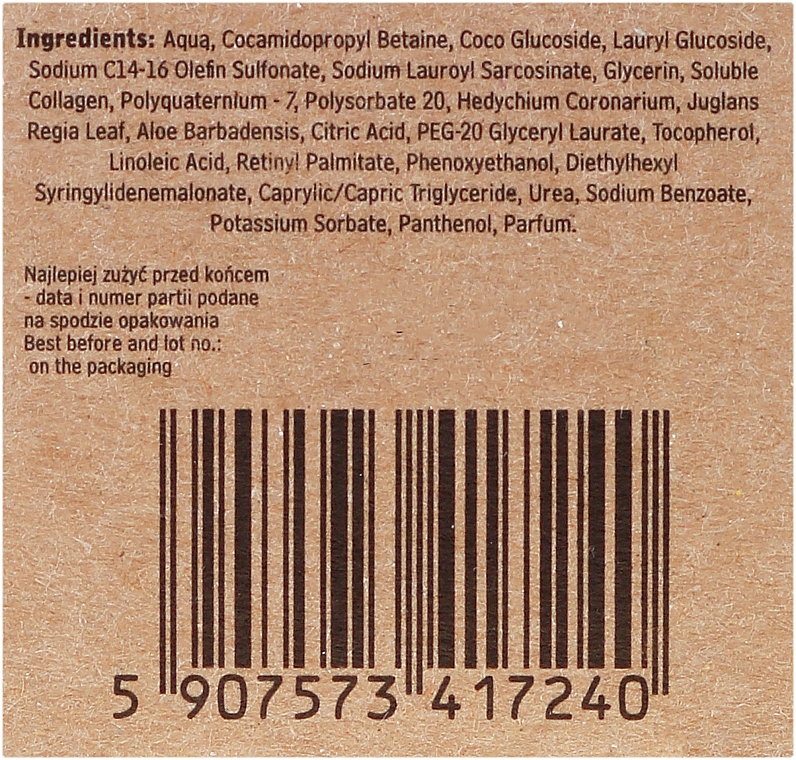 Ingredients: Aqua, Cocamidopropyl Betaine, Coco Glucoside, Lauryl Glucoside,
Sodium C14-16 Olefin Sulfonate, Sodium Lauroyl Sarcosinate, Glycerin, Soluble
Collagen, Polyquaternium - 7, Polysorbate 20, Hedychium Coronarium, Juglans
Regia Leaf, Aloe Barbadensis, Citric Acid, PEG-20 Glyceryl Laurate, Tocopherol,
Linoleic Acid, Retinyl Palmitate, Phenoxyethanol, Diethylhexyl
Syringylidenemalonate, Caprylic/Capric Triglyceride, Urea, Sodium Benzoate,
Potassium Sorbate, Panthenol, Parfum.
Najlepiej zużyć przed końcem
- data i numer partii podane
na spodzie opakowania
Best before and lot no.:
on the packaging
5 907573 417240